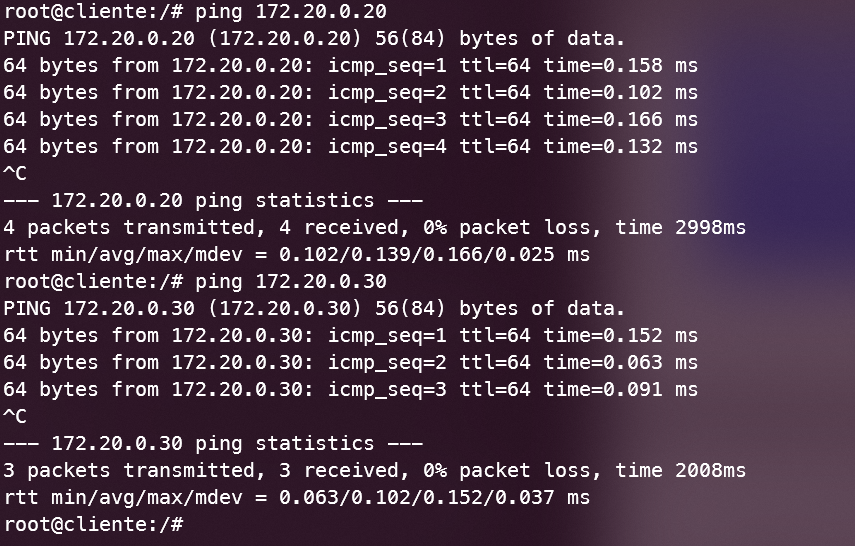 root@cliente:/# ping 172.20.0.20
PING 172.20.0.20 (172.20.0.20) 56(84) bytes of data.
64 bytes from 172.20.0.20: icmp_seq=1 ttl=64 time=0.158 ms
64 bytes from 172.20.0.20: icmp_seq=2 ttl=64 time=0.102 ms
64 bytes from 172.20.0.20: icmp_seq=3 ttl=64 time=0.166 ms
64 bytes from 172.20.0.20: icmp_seq=4 ttl=64 time=0.132 ms
^C
--- 172.20.0.20 ping statistics ---
4 packets transmitted, 4 received, 0% packet loss, time 2998ms
rtt min/avg/max/mdev = 0.102/0.139/0.166/0.025 ms
root@cliente:/# ping 172.20.0.30
PING 172.20.0.30 (172.20.0.30) 56(84) bytes of data.
64 bytes from 172.20.0.30: icmp_seq=1 ttl=64 time=0.152 ms
64 bytes from 172.20.0.30: icmp_seq=2 ttl=64 time=0.063 ms
64 bytes from 172.20.0.30: icmp_seq=3 ttl=64 time=0.091 ms
^C
--- 172.20.0.30 ping statistics ---
3 packets transmitted, 3 received, 0% packet loss, time 2008ms
rtt min/avg/max/mdev = 0.063/0.102/0.152/0.037 ms
root@cliente:/#